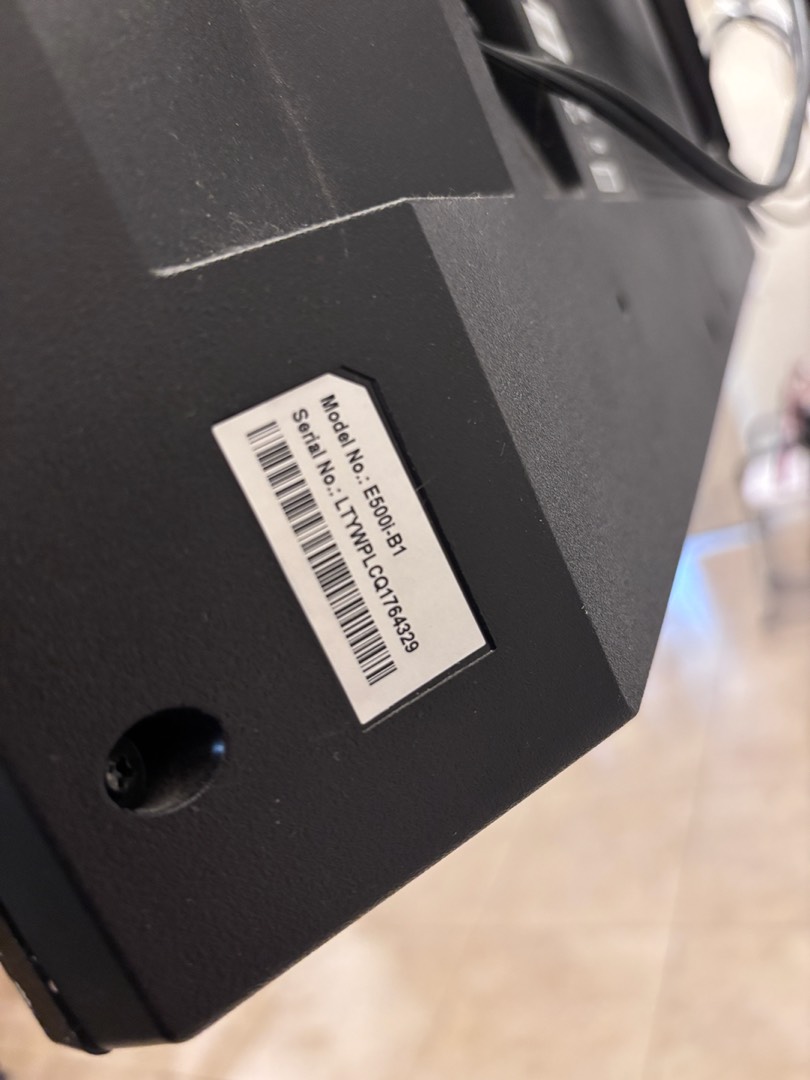 Model No.: E500i-B1
Serial No.: LTYWPLCQ1764329